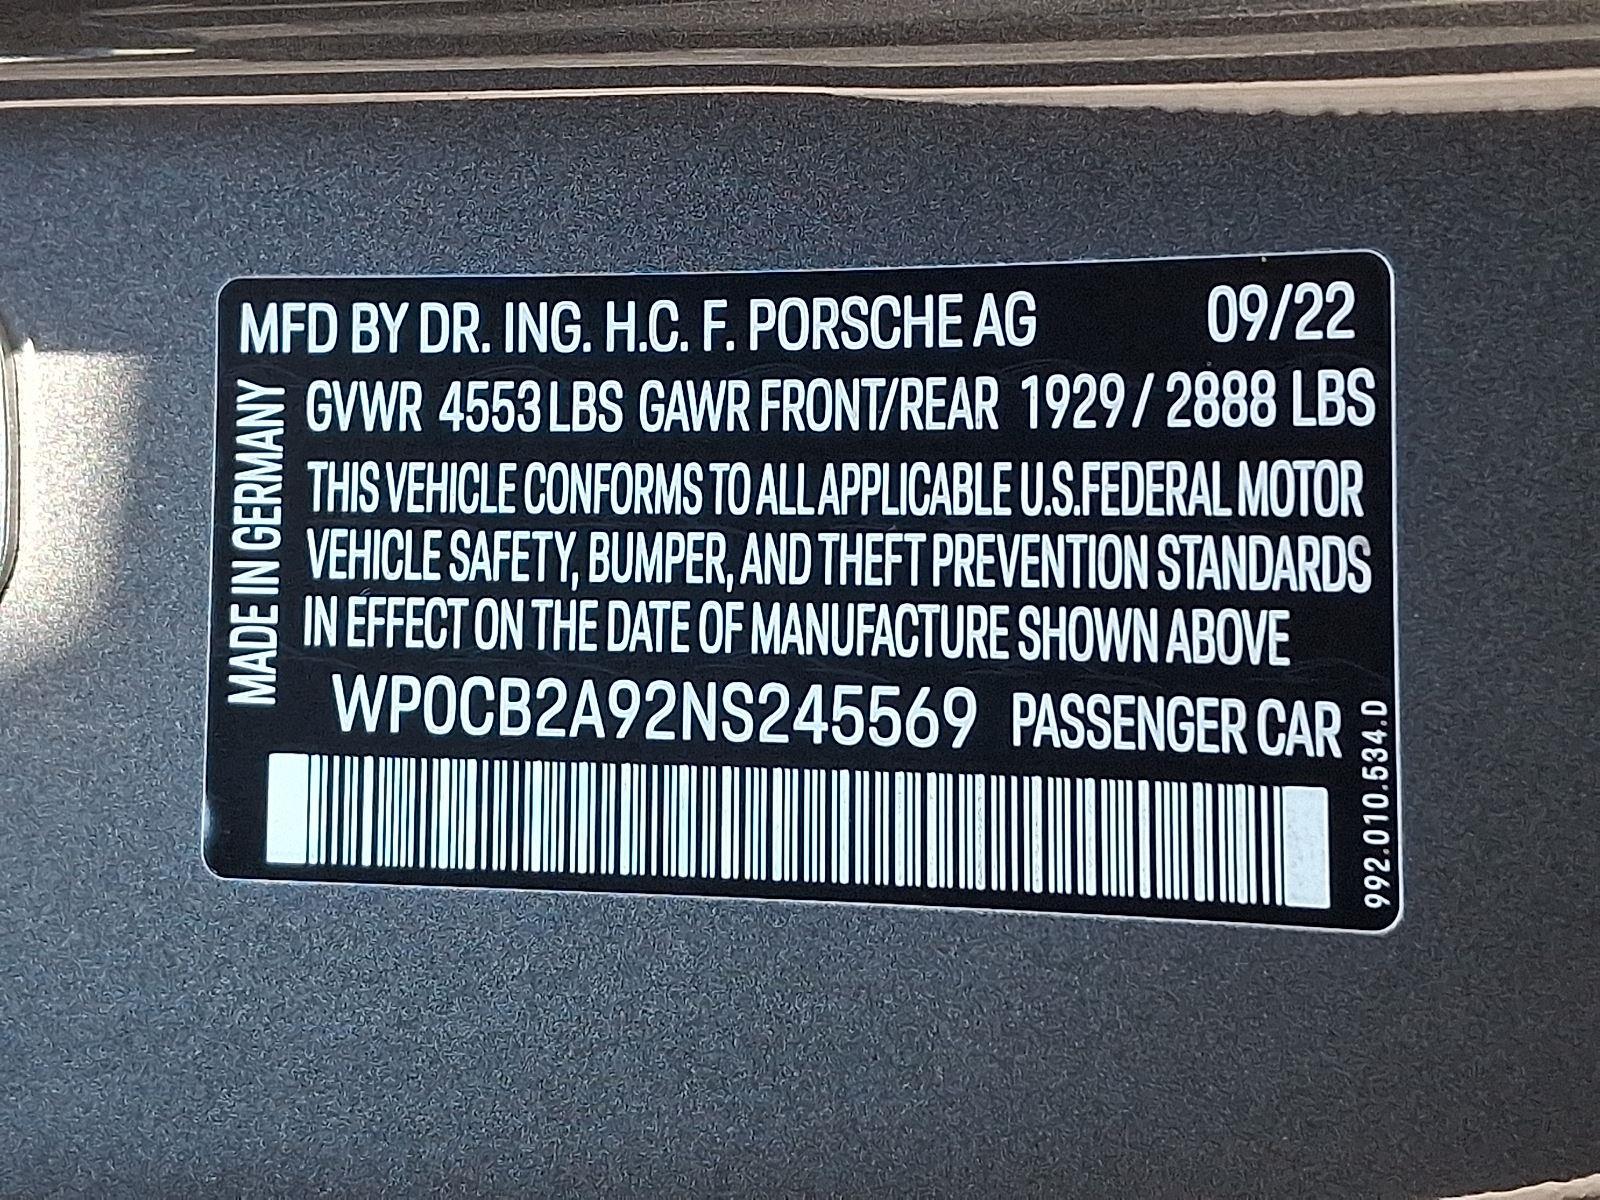 MFD BY DR. ING. H.C. F. PORSCHE AG 09/22
GVWR 4553 LBS GAWR FRONT/REAR 1929 / 2888 LBS
THIS VEHICLE CONFORMS TO ALL APPLICABLE U.S.FEDERAL MOTOR
VEHICLE SAFETY, BUMPER, AND THEFT PREVENTION STANDARDS
IN EFFECT ON THE DATE OF MANUFACTURE SHOWN ABOVE
WP0CB2A92NS245569 PASSENGER CAR
MADE IN GERMANY
992.010.534.D